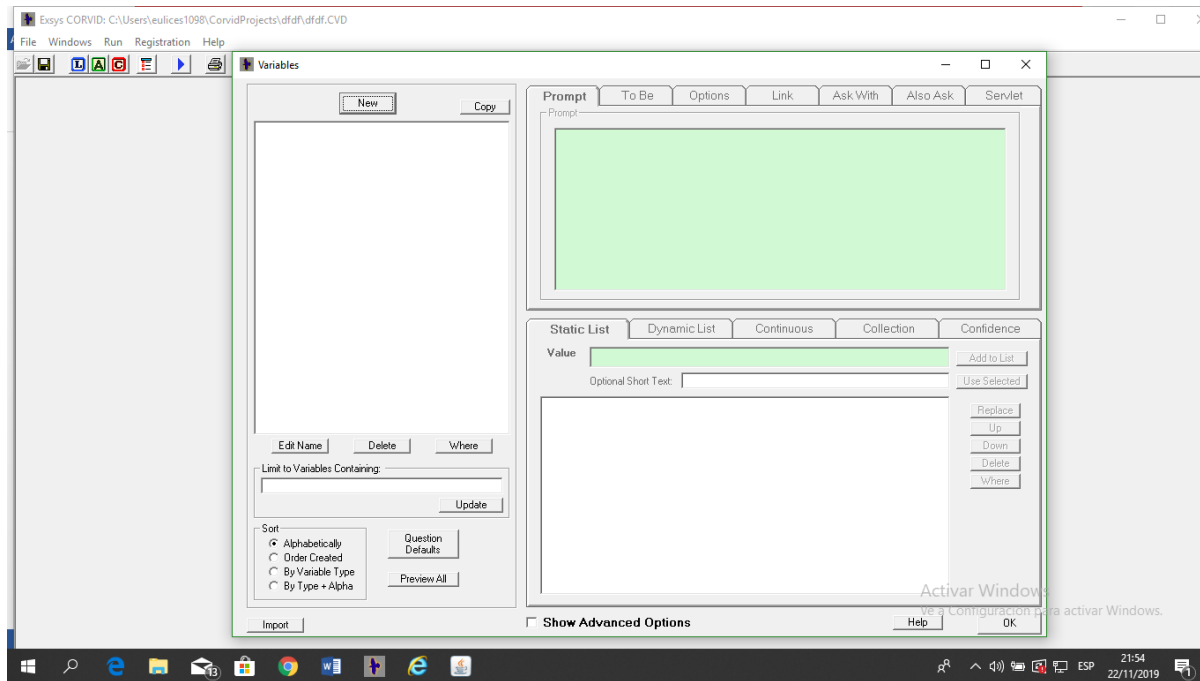 Exsys CORVID: C:\Users\eulices1098\CorvidProjects\dfdf\dfdf.CVD
File Windows Run Registration Help
L A C
Variables
New
Copy
Prompt To Be Options Link Ask With Also Ask Servlet
Prompt
Static List Dynamic List Continuous Collection Confidence
Value
Add to List
Optional Short Text:
Use Selected
Replace
Up
Down
Delete
Where
Edit Name Delete Where
Limit to Variables Containing:
Update
Sort
Alphabetically
Order Created
By Variable Type
By Type + Alpha
Question
Defaults
Preview All
Import
Show Advanced Options
Help
OK
Activar Windows
Ve a Configuración para activar Windows.
13
ESP
21:54
22/11/2019
1